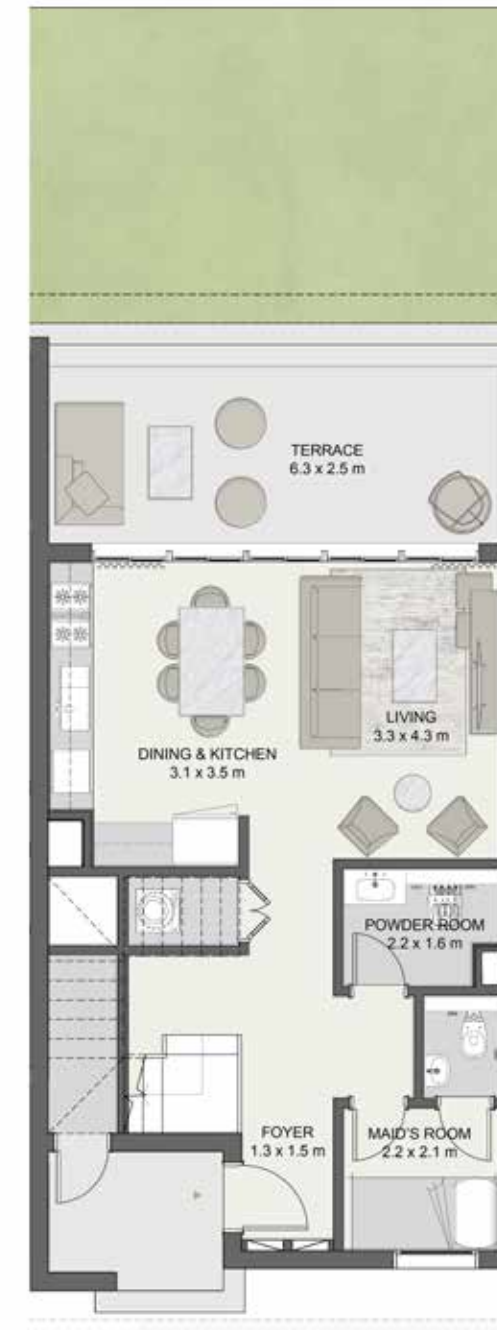 TERRACE
6.3 x 2.5 m
LIVING
3.3 x 4.3 m
DINING & KITCHEN
3.1 x 3.5 m
POWDER ROOM
2.2 x 1.6 m
FOYER
1.3 x 1.5 m
MAID'S ROOM
2.2 x 2.1 m